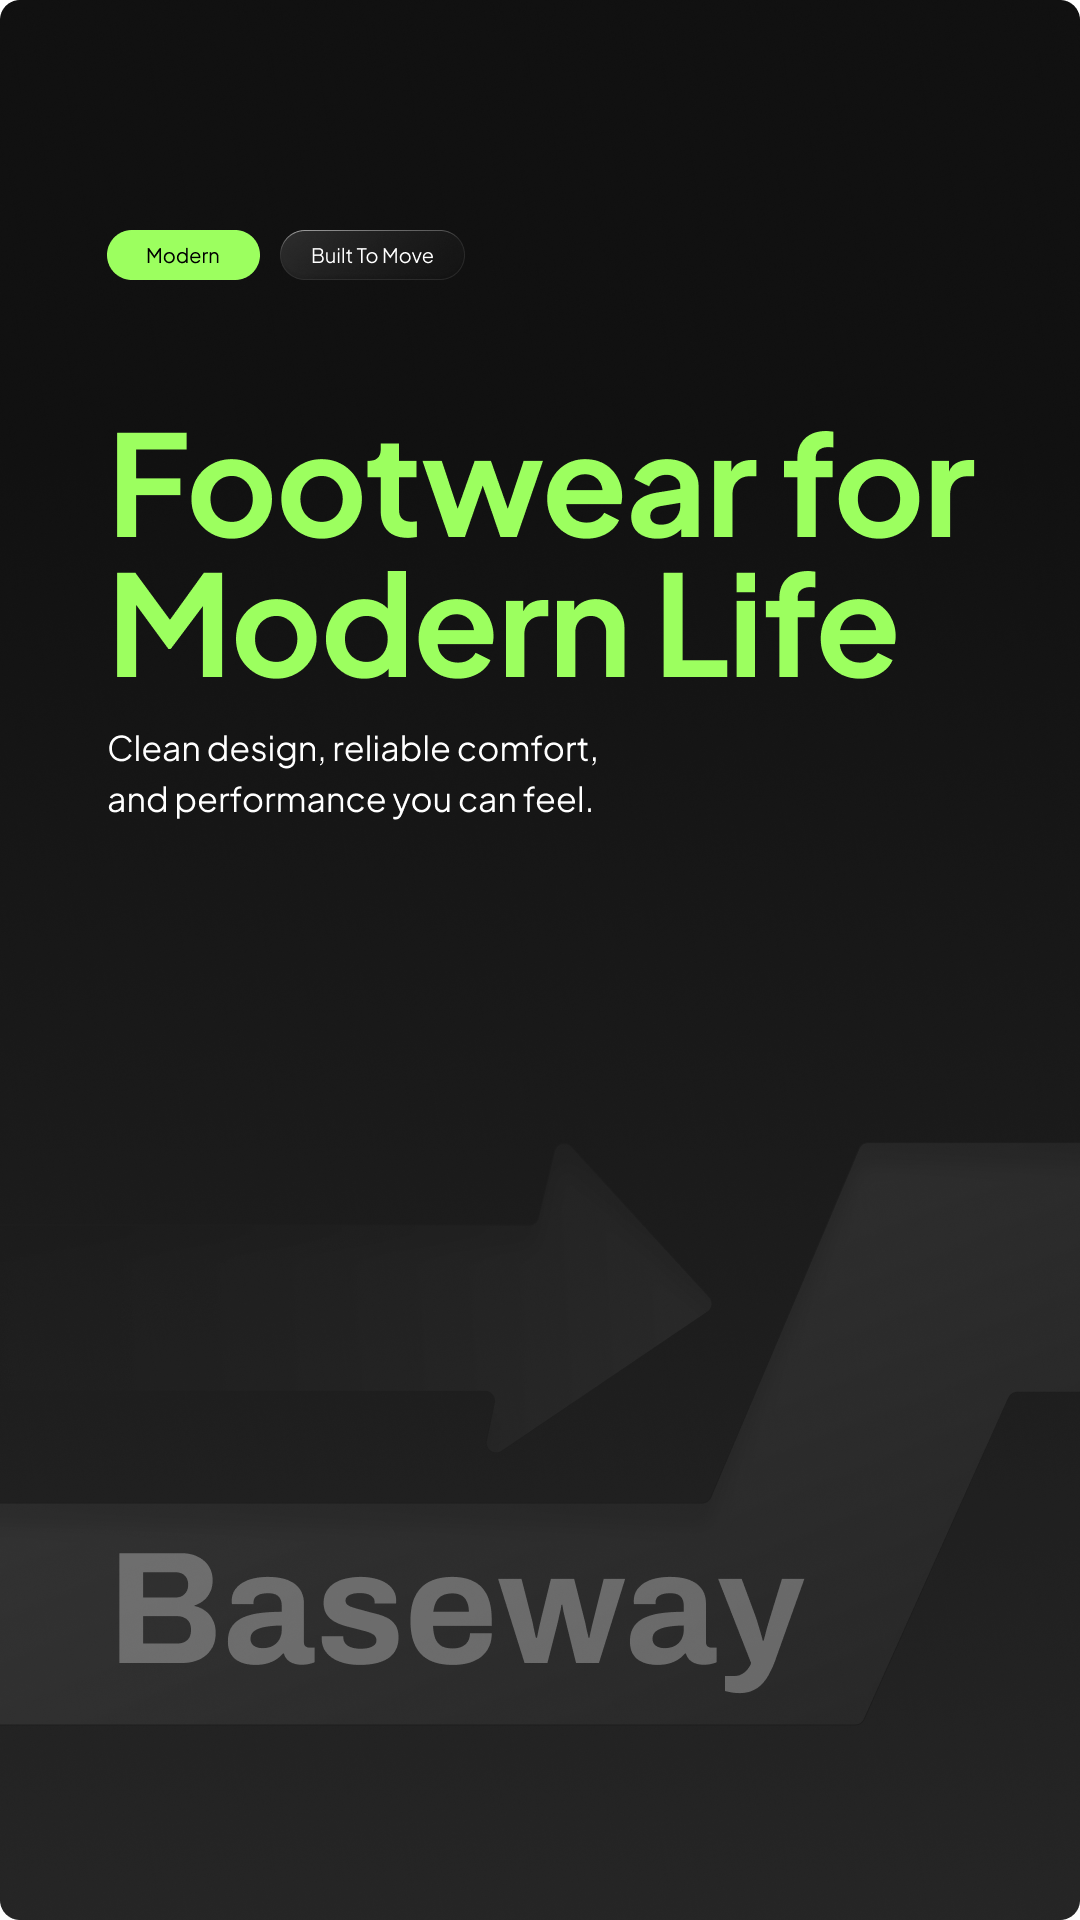 Modern
Built To Move
Footwear for
Modern Life
Clean design, reliable comfort,
and performance you can feel.
Baseway